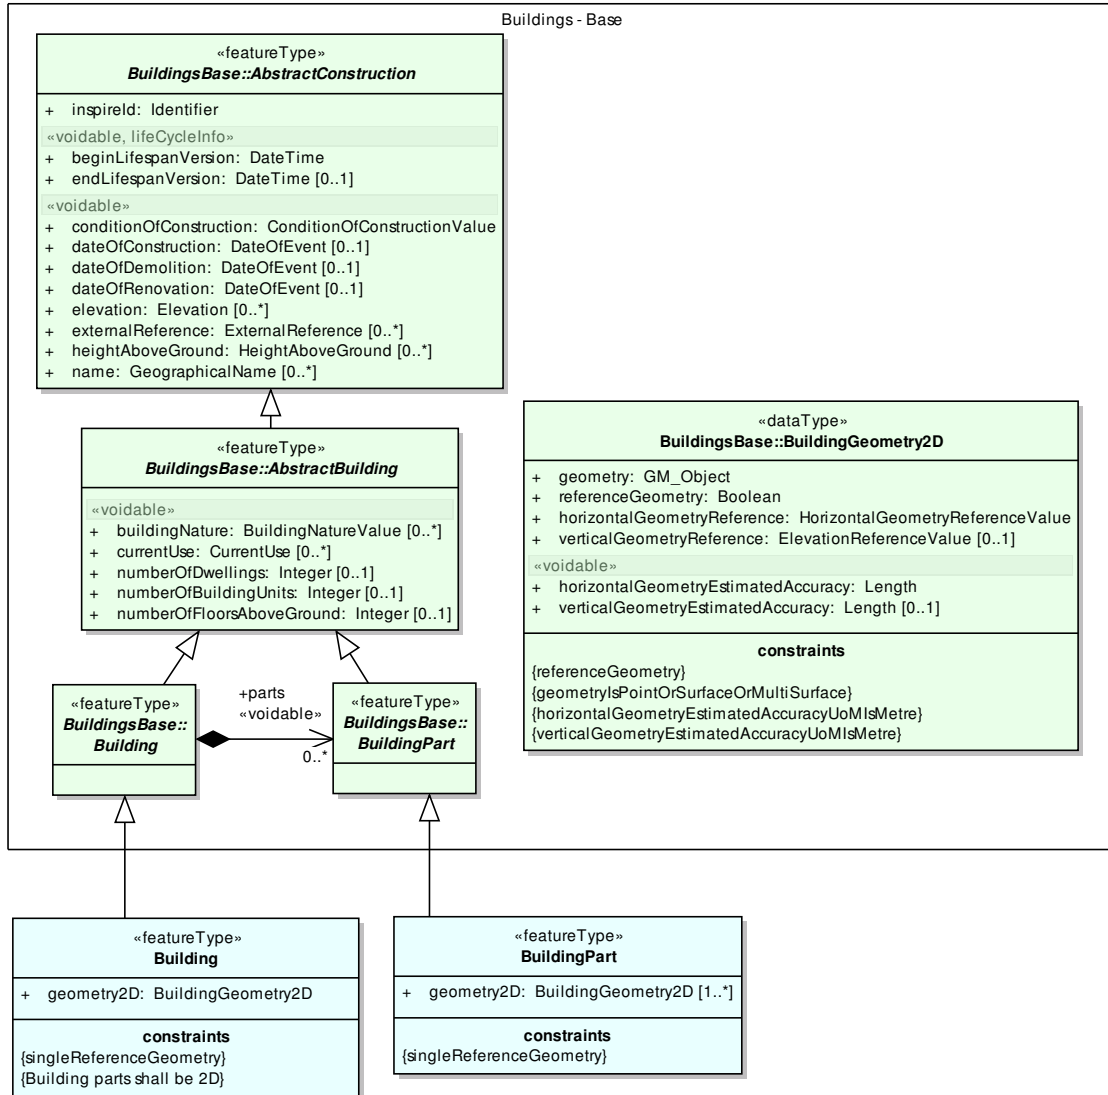 Buildings - Base
«featureType»
BuildingsBase::AbstractConstruction
+ inspireId: Identifier
«voidable, lifeCycleInfo»
+ beginLifespanVersion: DateTime
+ endLifespanVersion: DateTime [0..1]
«voidable»
+ conditionOfConstruction: ConditionOfConstructionValue
+ dateOfConstruction: DateOfEvent [0..1]
+ dateOfDemolition: DateOfEvent [0..1]
+ dateOfRenovation: DateOfEvent [0..1]
+ elevation: Elevation [0..*]
+ externalReference: ExternalReference [0..*]
+ heightAboveGround: HeightAboveGround [0..*]
+ name: GeographicalName [0..*]
«featureType»
BuildingsBase::AbstractBuilding
«voidable»
+ buildingNature: BuildingNatureValue [0..*]
+ currentUse: CurrentUse [0..*]
+ numberOfDwellings: Integer [0..1]
+ numberOfBuildingUnits: Integer [0..1]
+ numberOfFloorsAboveGround: Integer [0..1]
«dataType»
BuildingsBase::BuildingGeometry2D
+ geometry: GM_Object
+ referenceGeometry: Boolean
+ horizontalGeometryReference: HorizontalGeometryReferenceValue
+ verticalGeometryReference: ElevationReferenceValue [0..1]
«voidable»
+ horizontalGeometryEstimatedAccuracy: Length
+ verticalGeometryEstimatedAccuracy: Length [0..1]
constraints
{referenceGeometry}
{geometryIsPointOrSurfaceOrMultiSurface}
{horizontalGeometryEstimatedAccuracyUoMIsMetre}
{verticalGeometryEstimatedAccuracyUoMIsMetre}
«featureType»
BuildingsBase::
Building
+parts
«voidable»
0..*
«featureType»
BuildingsBase::
BuildingPart
«featureType»
Building
+ geometry2D: BuildingGeometry2D
constraints
{singleReferenceGeometry}
{Building parts shall be 2D}
«featureType»
BuildingPart
+ geometry2D: BuildingGeometry2D [1..*]
constraints
{singleReferenceGeometry}